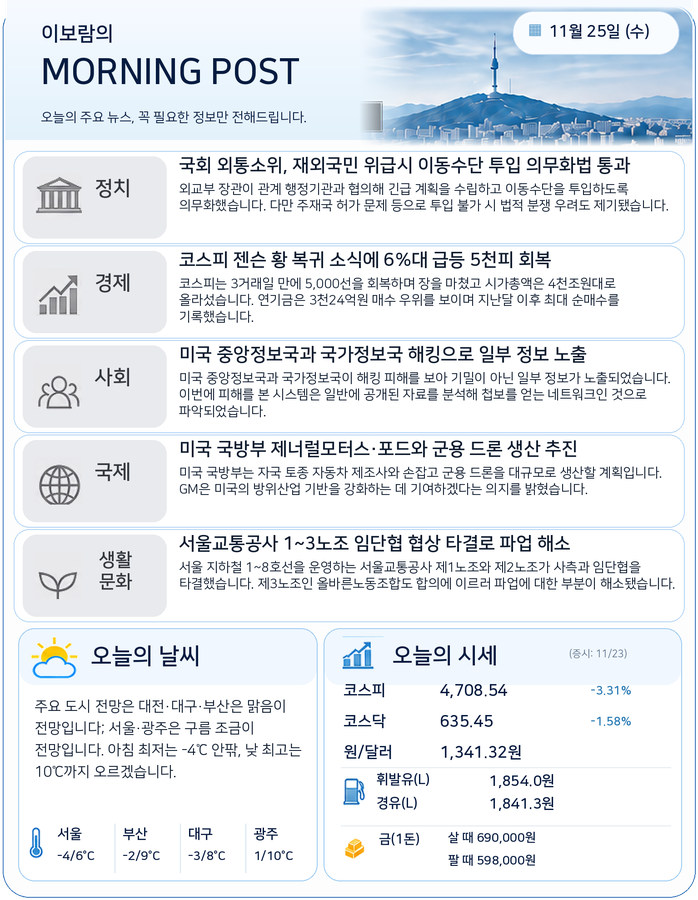 이보람의
MORNING POST
오늘의 주요 뉴스, 꼭 필요한 정보만 전해드립니다.
11월 25일 (수)
정치
국회 외통소위, 재외국민 위급시 이동수단 투입 의무화법 통과
외교부 장관이 관계 행정기관과 협의해 긴급 계획을 수립하고 이동수단을 투입하도록
의무화했습니다. 다만 주재국 허가 문제 등으로 투입 불가 시 법적 분쟁 우려도 제기됐습니다.
경제
코스피 젠슨 황 복귀 소식에 6%대 급등 5천피 회복
코스피는 3거래일 만에 5,000선을 회복하며 장을 마쳤고 시가총액은 4천조원대로
올라섰습니다. 연기금은 3천24억원 매수 우위를 보이며 지난달 이후 최대 순매수를
기록했습니다.
사회
미국 중앙정보국과 국가정보국 해킹으로 일부 정보 노출
미국 중앙정보국과 국가정보국이 해킹 피해를 보아 기밀이 아닌 일부 정보가 노출되었습니다.
이번에 피해를 본 시스템은 일반에 공개된 자료를 분석해 첩보를 얻는 네트워크인 것으로
파악되었습니다.
국제
미국 국방부 제너럴모터스·포드와 군용 드론 생산 추진
미국 국방부는 자국 토종 자동차 제조사와 손잡고 군용 드론을 대규모로 생산할 계획입니다.
GM은 미국의 방위산업 기반을 강화하는 데 기여하겠다는 의지를 밝혔습니다.
생활
문화
서울교통공사 1~3노조 임단협 협상 타결로 파업 해소
서울 지하철 1~8호선을 운영하는 서울교통공사 제1노조와 제2노조가 사측과 임단협을
타결했습니다. 제3노조인 올바른노동조합도 합의에 이르러 파업에 대한 부분이 해소됐습니다.
오늘의 날씨
주요 도시 전망은 대전·대구·부산은 맑음이
전망입니다; 서울·광주은 구름 조금이
전망입니다. 아침 최저는 -4℃ 안팎, 낮 최고는
10℃까지 오르겠습니다.
서울
-4/6°C
부산
-2/9°C
대구
-3/8°C
광주
1/10°C
오늘의 시세
(증시: 11/23)
코스피 4,708.54 -3.31%
코스닥 635.45 -1.58%
원/달러 1,341.32원
휘발유(L) 1,854.0원
경유(L) 1,841.3원
금(1돈) 살 때 690,000원
팔 때 598,000원